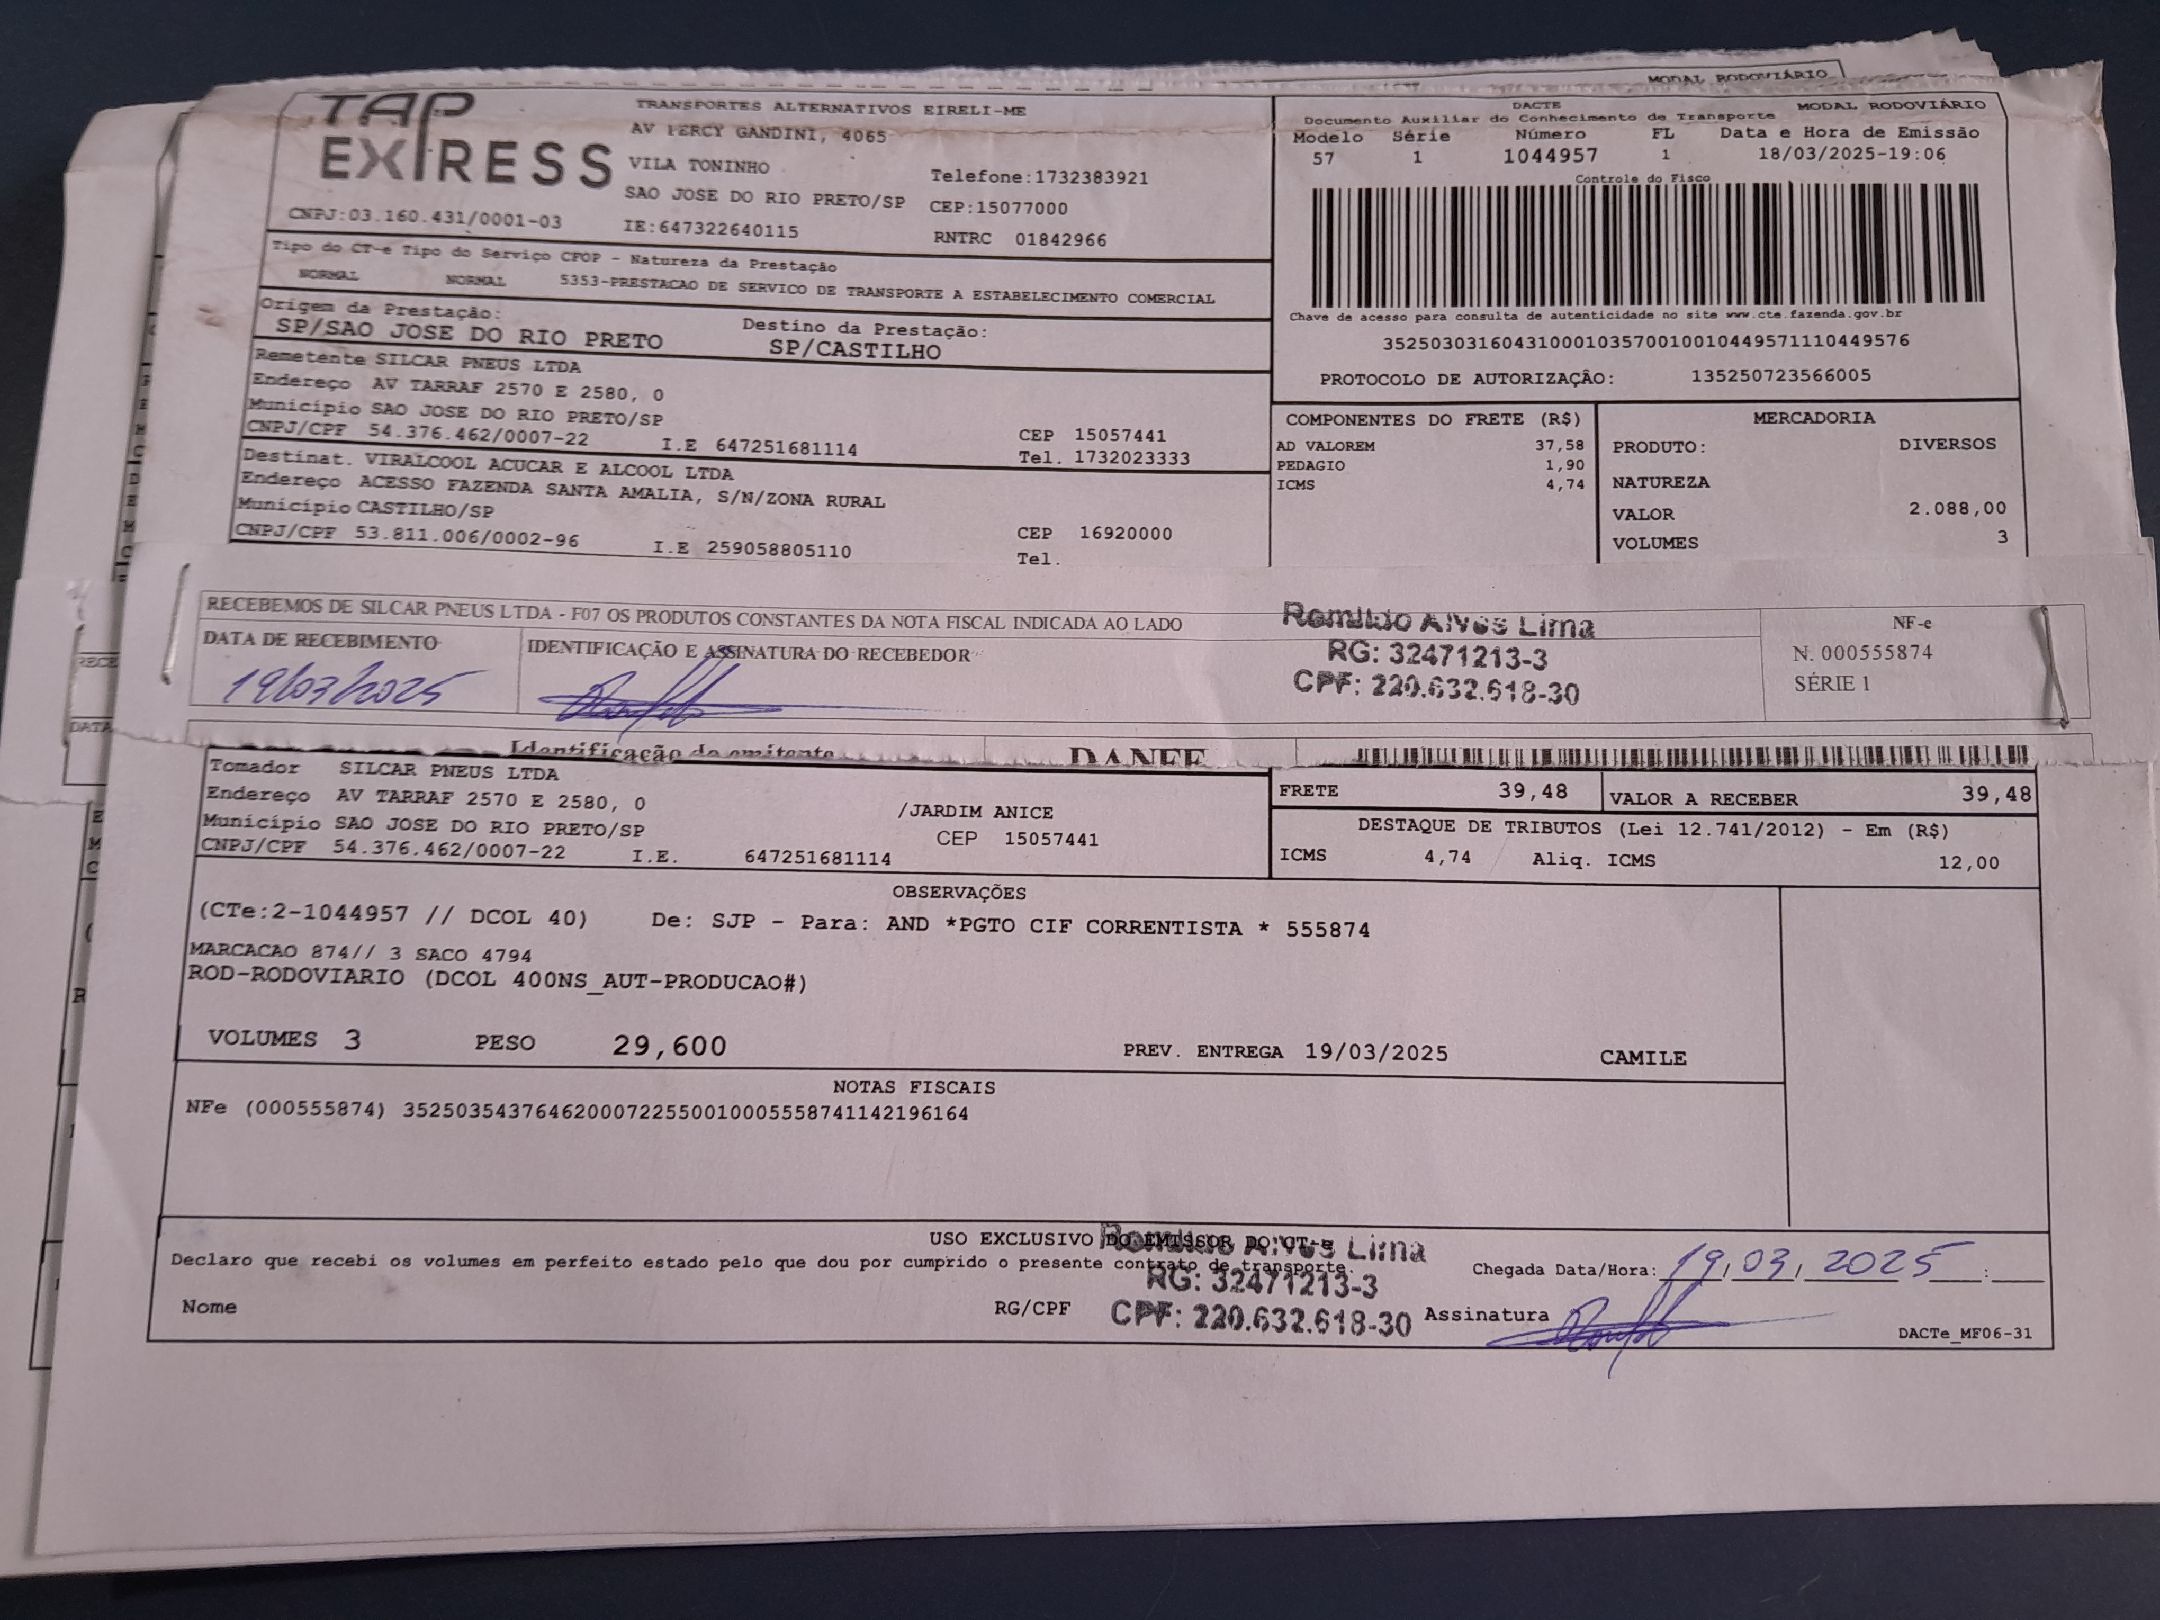 MODAL RODOVIÁRIO
TAP EXPRESS
TRANSPORTES ALTERNATIVOS EIRELI-ME
AV PERCY GANDINI, 4065
VILA TONINHO
Telefone:1732383921
SAO JOSE DO RIO PRETO/SP CEP:15077000
CNPJ:03.160.431/0001-03 IE:647322640115 RNTRC 01842966
DACTE MODAL RODOVIÁRIO
Documento Auxiliar do Conhecimento de Transporte
Modelo Série Número FL Data e Hora de Emissão
57 1 1044957 1 18/03/2025-19:06
Controle do Fisco
Chave de acesso para consulta de autenticidade no site www.cte.fazenda.gov.br
35250303160431000103570010010449571110449576
PROTOCOLO DE AUTORIZAÇÃO: 135250723566005
Tipo do CT-e Tipo do Serviço CFOP - Natureza da Prestação
NORMAL NORMAL 5353-PRESTACAO DE SERVICO DE TRANSPORTE A ESTABELECIMENTO COMERCIAL
Origem da Prestação: Destino da Prestação:
SP/SAO JOSE DO RIO PRETO SP/CASTILHO
Remetente SILCAR PNEUS LTDA
Endereço AV TARRAF 2570 E 2580, 0
Município SAO JOSE DO RIO PRETO/SP CEP 15057441
CNPJ/CPF 54.376.462/0007-22 I.E 647251681114 Tel. 1732023333
Destinat. VIRALCOOL ACUCAR E ALCOOL LTDA
Endereço ACESSO FAZENDA SANTA AMALIA, S/N/ZONA RURAL
Município CASTILHO/SP CEP 16920000
CNPJ/CPF 53.811.006/0002-96 I.E 259058805110 Tel.
COMPONENTES DO FRETE (R$)
AD VALOREM 37,58
PEDAGIO 1,90
ICMS 4,74
MERCADORIA
PRODUTO: DIVERSOS
NATUREZA
VALOR 2.088,00
VOLUMES 3
RECEBEMOS DE SILCAR PNEUS LTDA - F07 OS PRODUTOS CONSTANTES DA NOTA FISCAL INDICADA AO LADO
DATA DE RECEBIMENTO IDENTIFICAÇÃO E ASSINATURA DO RECEBEDOR
19/03/2025
Romildo Alves Lima
RG: 32471213-3
CPF: 220.632.618-30
NF-e
N. 000555874
SÉRIE 1
Identificação do emitente DANFE
Tomador SILCAR PNEUS LTDA
Endereço AV TARRAF 2570 E 2580, 0 /JARDIM ANICE
Município SAO JOSE DO RIO PRETO/SP CEP 15057441
CNPJ/CPF 54.376.462/0007-22 I.E. 647251681114
FRETE 39,48 VALOR A RECEBER 39,48
DESTAQUE DE TRIBUTOS (Lei 12.741/2012) - Em (R$)
ICMS 4,74 Aliq. ICMS 12,00
OBSERVAÇÕES
(CTe:2-1044957 // DCOL 40) De: SJP - Para: AND *PGTO CIF CORRENTISTA * 555874
MARCACAO 874// 3 SACO 4794
ROD-RODOVIARIO (DCOL 400NS_AUT-PRODUCAO#)
VOLUMES 3 PESO 29,600 PREV. ENTREGA 19/03/2025 CAMILE
NOTAS FISCAIS
NFe (000555874) 35250354376462000722550010005558741142196164
USO EXCLUSIVO DO EMISSOR DO CT-e
Declaro que recebi os volumes em perfeito estado pelo que dou por cumprido o presente contrato de transporte.
Romildo Alves Lima
RG: 32471213-3
CPF: 220.632.618-30
Chegada Data/Hora: 19,03,2025 :
Nome RG/CPF Assinatura
DACTe_MF06-31